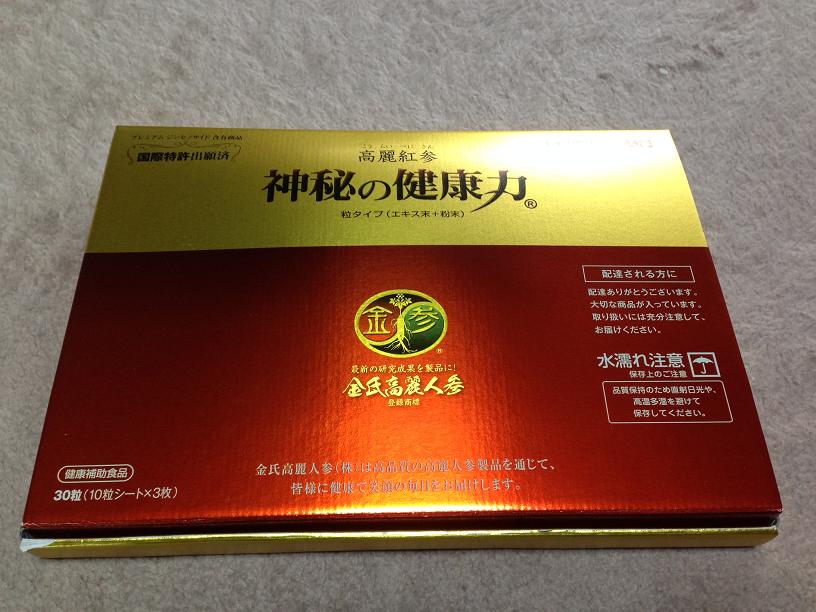 プレミアム ジンセノサイド 含有商品
国際特許出願済
こうらい べに さん
高麗紅参
神秘の健康力®
粒タイプ(エキス末+粉末)
配達される方に
配達ありがとうございます。
大切な商品が入っています。
取り扱いには充分注意して、
お届けください。
水濡れ注意
保存上のご注意
品質保持のため直射日光や、
高温多湿を避けて
保存してください。
金参®
最新の研究成果を製品に!
金氏高麗人参
登録商標
健康補助食品
30粒(10粒シート×3枚)
金氏高麗人参(株)は高品質の高麗人参製品を通じて、
皆様に健康で笑顔の毎日をお届けします。